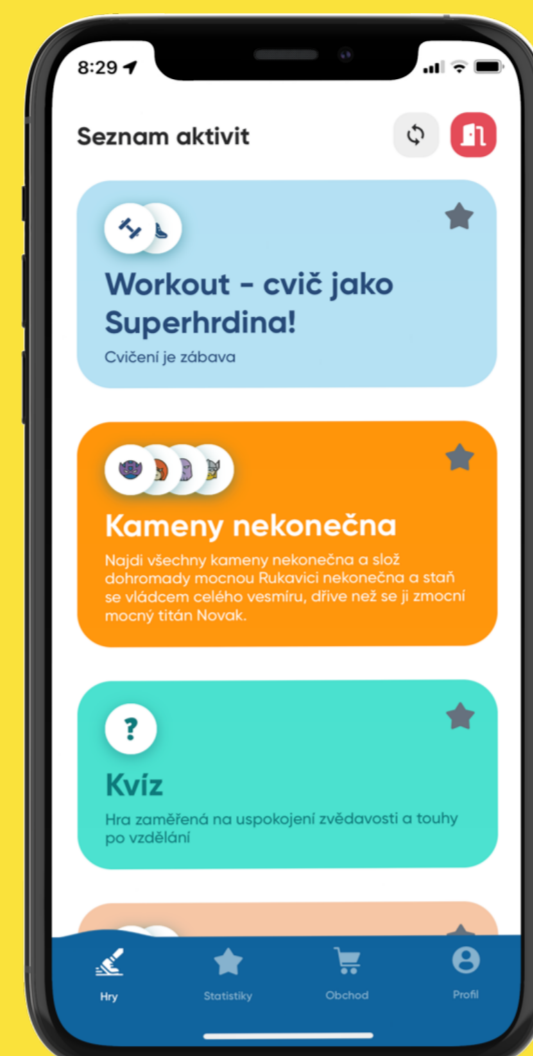 8:29
Seznam aktivit
Workout - cvič jako
Superhrdina!
Cvičení je zábava
Kameny nekonečna
Najdi všechny kameny nekonečna a slož
dohromady mocnou Rukavici nekonečna a staň
se vládcem celého vesmíru, dřive než se ji zmocní
mocný titán Novak.
?
Kvíz
Hra zaměřená na uspokojení zvědavosti a touhy
po vzdělání
Hry
Statistiky
Obchod
Profil